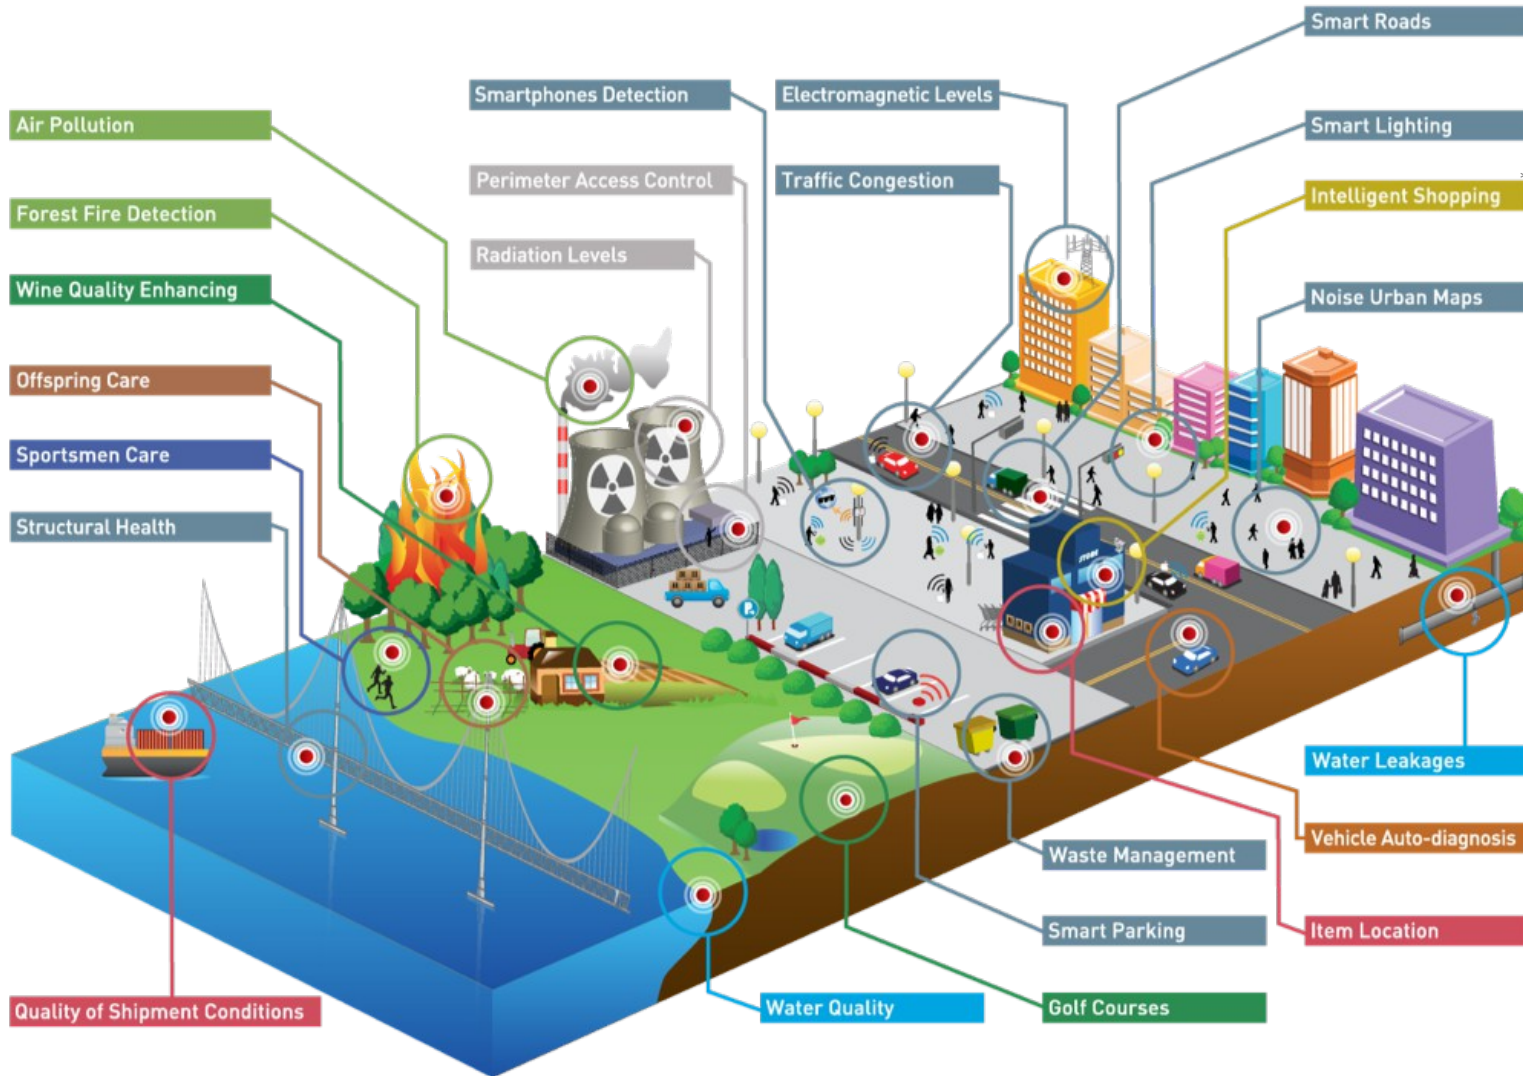 Smart Roads
Smartphones Detection
Electromagnetic Levels
Air Pollution
Smart Lighting
Perimeter Access Control
Traffic Congestion
Intelligent Shopping
Forest Fire Detection
Radiation Levels
Wine Quality Enhancing
Noise Urban Maps
Offspring Care
Sportsmen Care
Structural Health
STORE
P
Water Leakages
Vehicle Auto-diagnosis
Waste Management
Smart Parking
Item Location
Quality of Shipment Conditions
Water Quality
Golf Courses